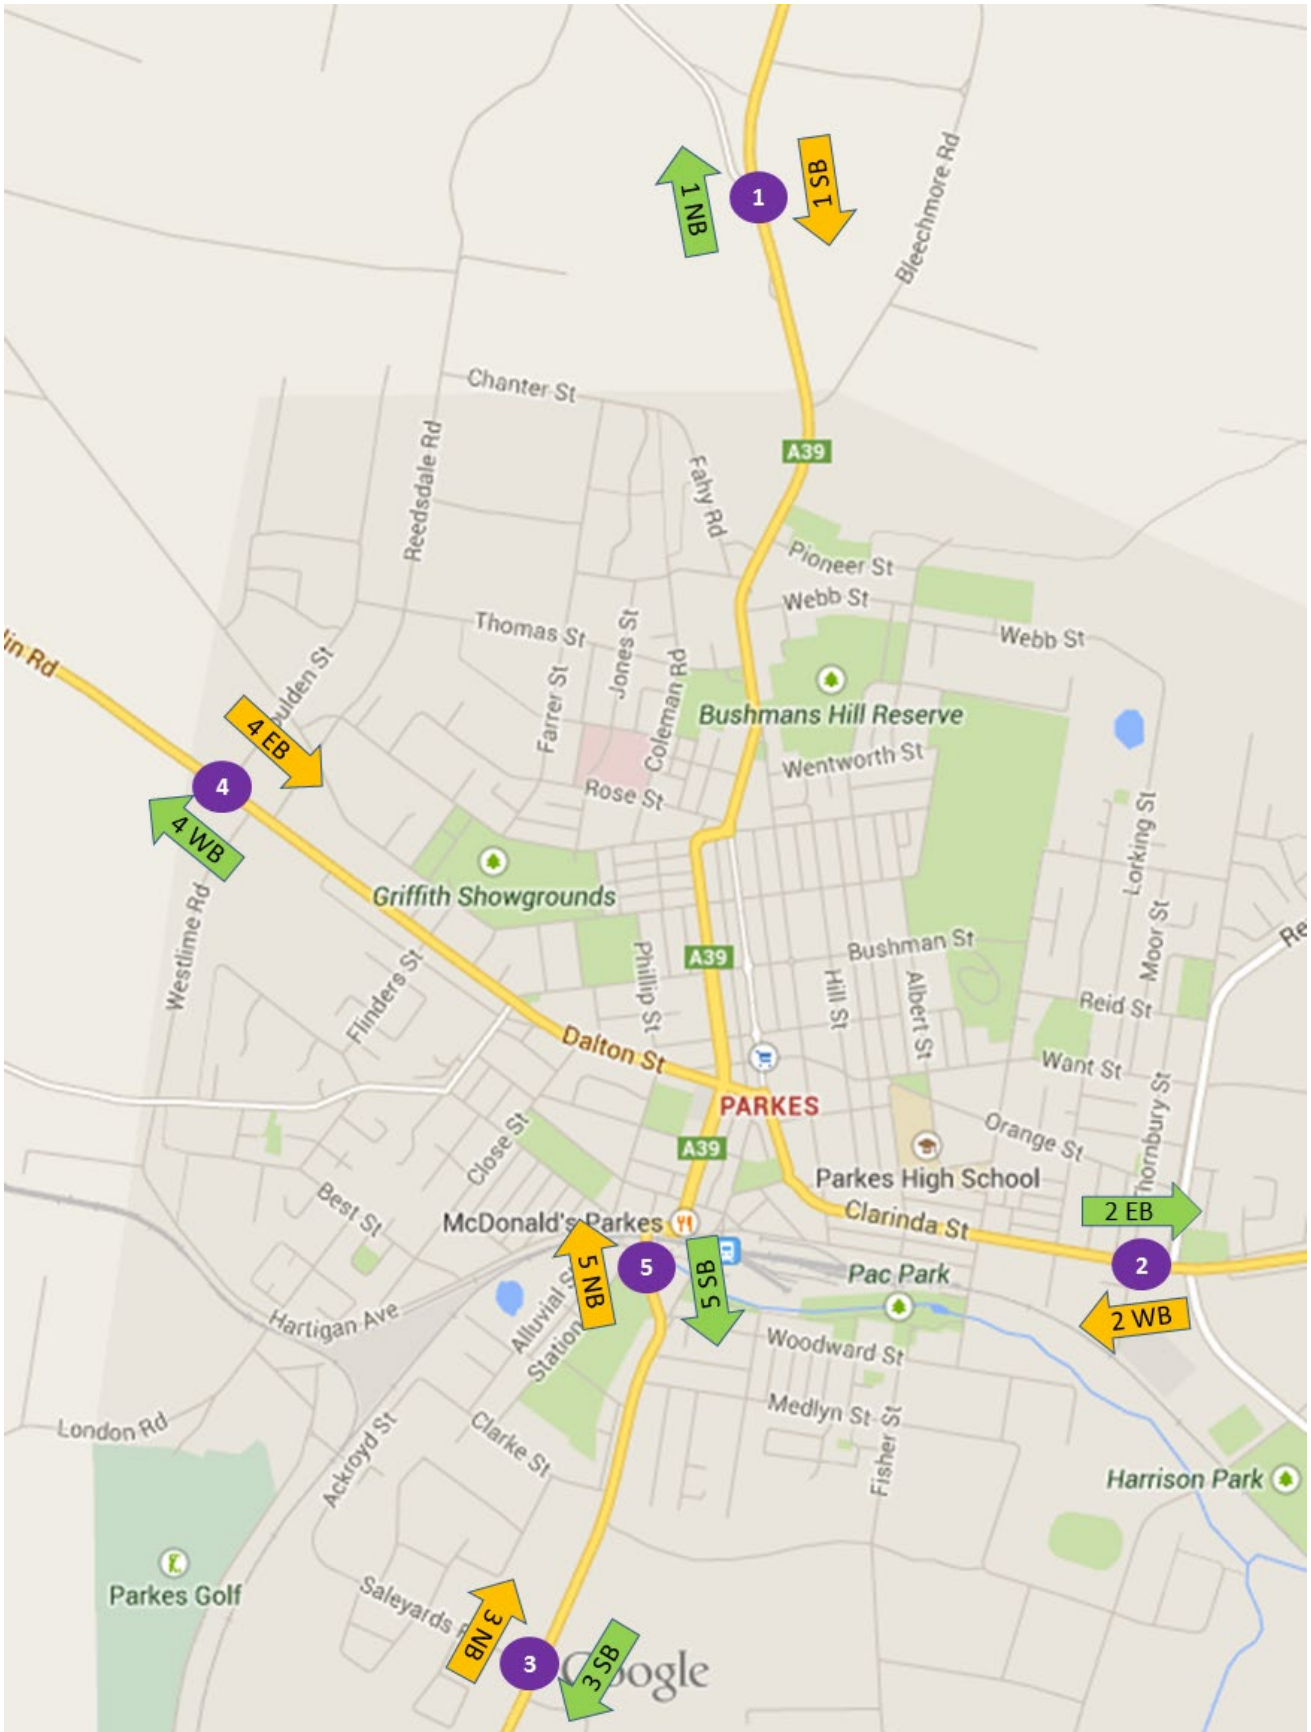 1 NB
1
1 SB
Bleechmore Rd
Chanter St
Reedsdale Rd
A39
Fahy Rd
Pioneer St
Webb St
Thomas St
Jones St
Webb St
lin Rd
oulden St
Farrer St
Coleman Rd
Bushmans Hill Reserve
4 EB
4
Wentworth St
Rose St
4 WB
Lorking St
Griffith Showgrounds
Westlime Rd
A39
Bushman St
Moor St
Re
Flinders St
Phillip St
Hill St
Albert St
Reid St
Dalton St
Want St
PARKES
Thornbury St
Orange St
A39
Close St
Parkes High School
Best St
McDonald's Parkes
Clarinda St
2 EB
5 NB
5
5 SB
2
Pac Park
Alluvial S
Hartigan Ave
Station
2 WB
Woodward St
London Rd
Ackroyd St
Clarke St
Medlyn St
Fisher St
Harrison Park
Parkes Golf
Saleyards R
3 NB
3
3 SB
Google